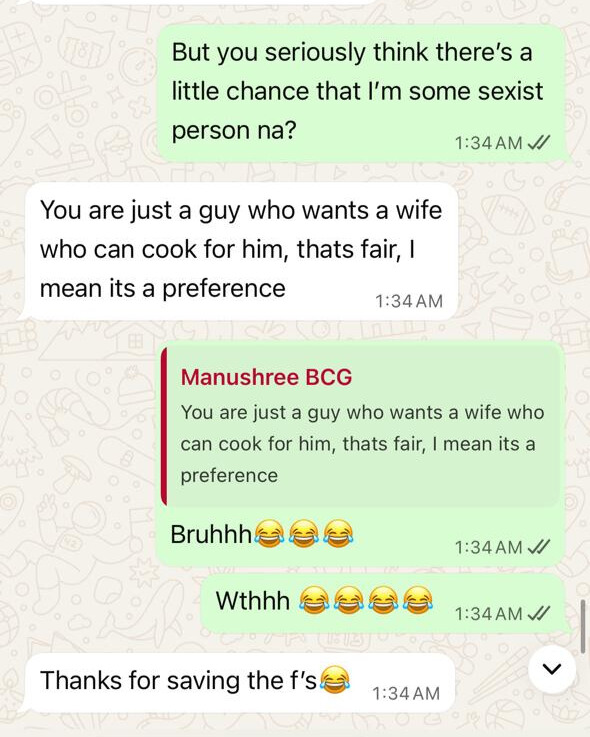 But you seriously think there’s a
little chance that I’m some sexist
person na?
1:34 AM
You are just a guy who wants a wife
who can cook for him, thats fair, I
mean its a preference
1:34 AM
Manushree BCG
You are just a guy who wants a wife who
can cook for him, thats fair, I mean its a
preference
Bruhhh😂😂😂
1:34 AM
Wthhh 😂😂😂😂
1:34 AM
Thanks for saving the f's😂
1:34 AM